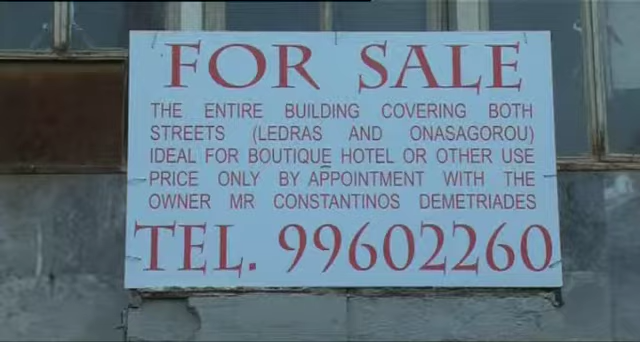 FOR SALE
THE ENTIRE BUILDING COVERING BOTH
STREETS (LEDRAS AND ONASAGOROU)
IDEAL FOR BOUTIQUE HOTEL OR OTHER USE
PRICE ONLY BY APPOINTMENT WITH THE
OWNER MR CONSTANTINOS DEMETRIADES
TEL. 99602260